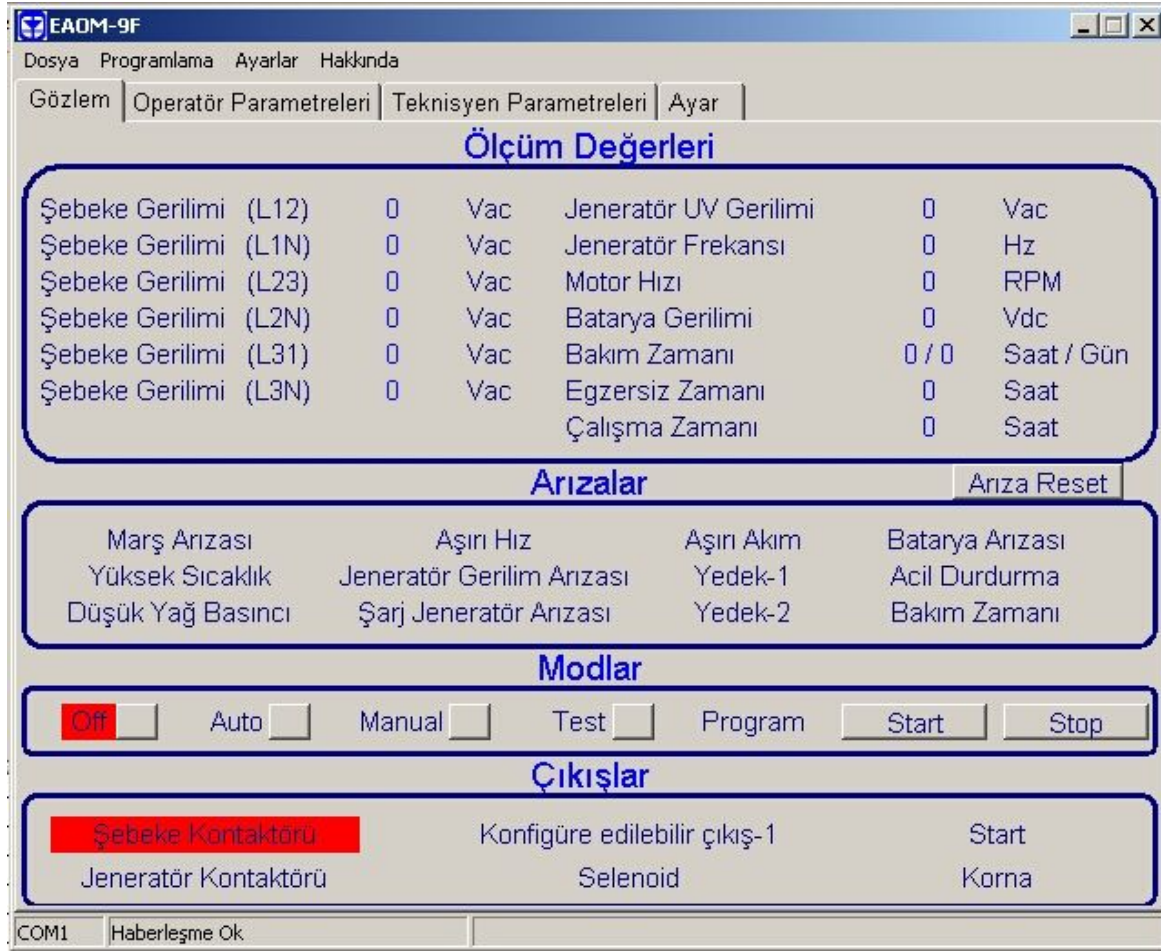 EAOM-9F
Dosya Programlama Ayarlar Hakkında
Gözlem Operatör Parametreleri Teknisyen Parametreleri Ayar
Ölçüm Değerleri
Şebeke Gerilimi (L12) 0 Vac Jeneratör UV Gerilimi 0 Vac
Şebeke Gerilimi (L1N) 0 Vac Jeneratör Frekansı 0 Hz
Şebeke Gerilimi (L23) 0 Vac Motor Hızı 0 RPM
Şebeke Gerilimi (L2N) 0 Vac Batarya Gerilimi 0 Vdc
Şebeke Gerilimi (L31) 0 Vac Bakım Zamanı 0 / 0 Saat / Gün
Şebeke Gerilimi (L3N) 0 Vac Egzersiz Zamanı 0 Saat
Çalışma Zamanı 0 Saat
Arızalar Arıza Reset
Marş Arızası Aşırı Hız Aşırı Akım Batarya Arızası
Yüksek Sıcaklık Jeneratör Gerilim Arızası Yedek-1 Acil Durdurma
Düşük Yağ Basıncı Şarj Jeneratör Arızası Yedek-2 Bakım Zamanı
Modlar
Off Auto Manual Test Program Start Stop
Çıkışlar
Şebeke Kontaktörü Konfigüre edilebilir çıkış-1 Start
Jeneratör Kontaktörü Selenoid Korna
COM1 Haberleşme Ok